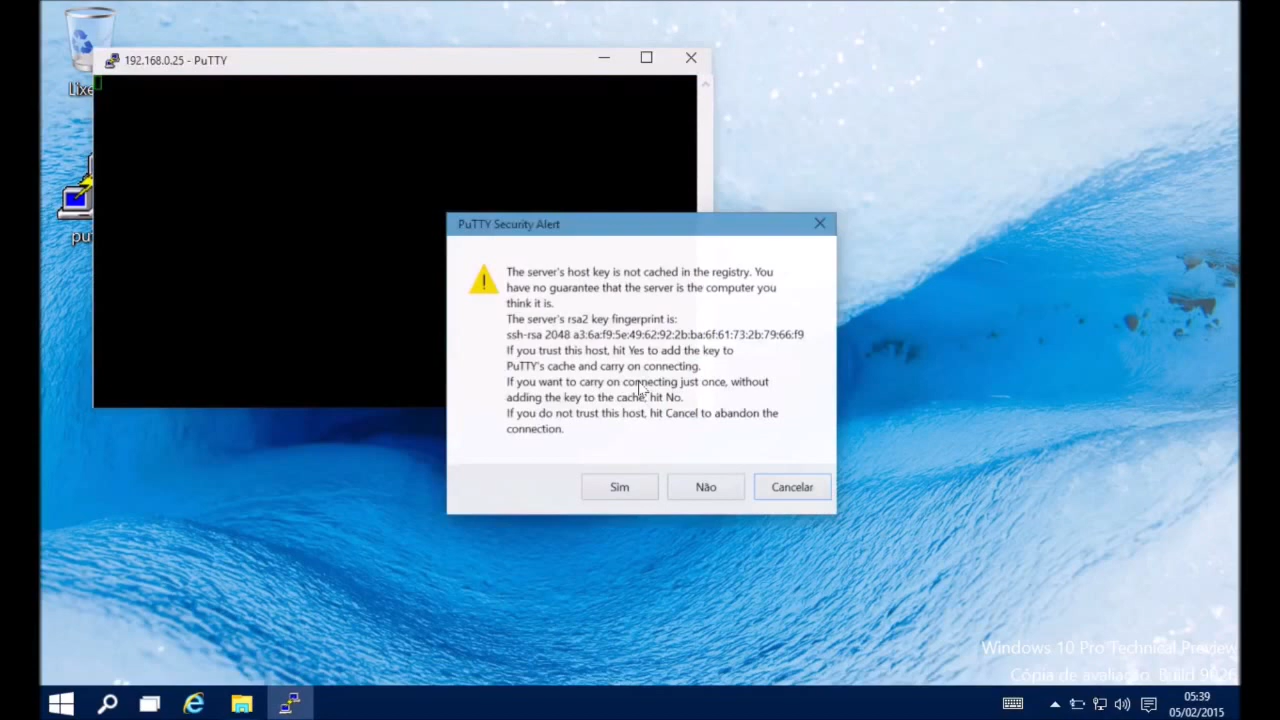 192.168.0.25 - PuTTY
PuTTY Security Alert
The server's host key is not cached in the registry. You
have no guarantee that the server is the computer you
think it is.
The server's rsa2 key fingerprint is:
ssh-rsa 2048 a3:6a:f9:5e:49:62:92:2b:ba:6f:61:73:2b:79:66:f9
If you trust this host, hit Yes to add the key to
PuTTY's cache and carry on connecting.
If you want to carry on connecting just once, without
adding the key to the cache, hit No.
If you do not trust this host, hit Cancel to abandon the
connection.
Sim
Não
Cancelar
Windows 10 Pro Technical Preview
Cópia de avaliação. Build
05:39
05/02/2015